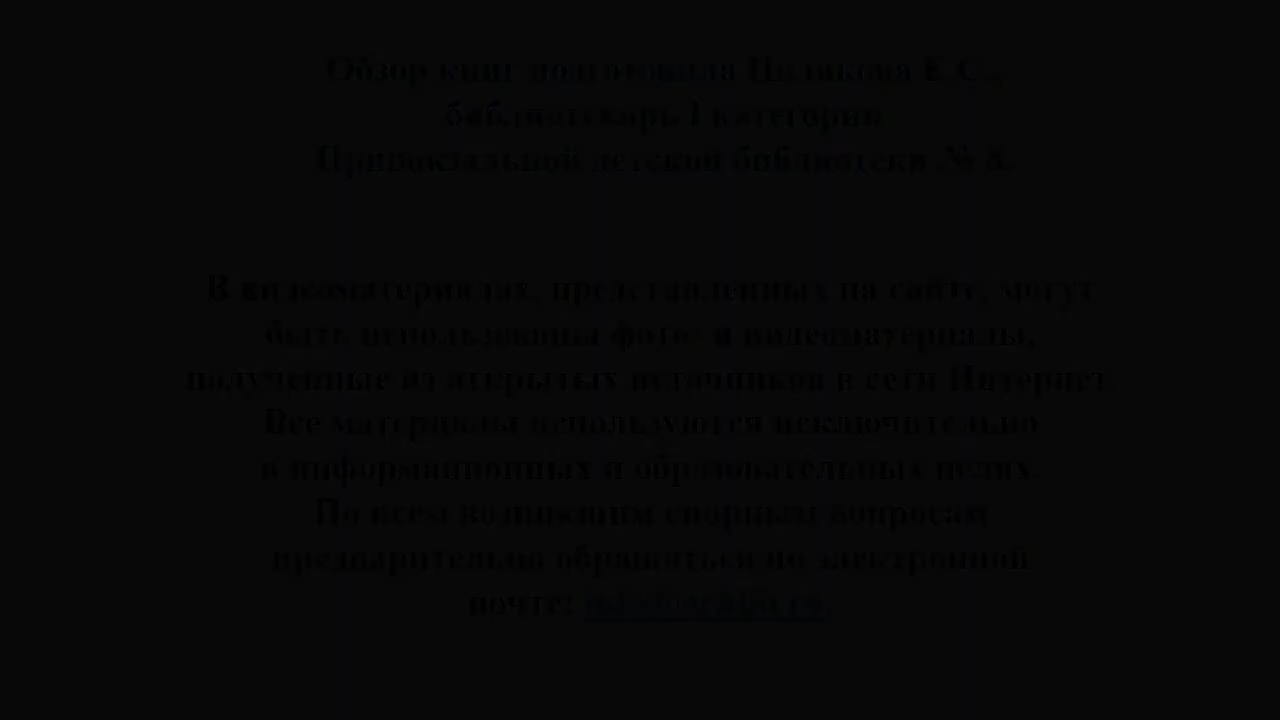 Обзор книг подготовила Полякова Е.С.,
библиотекарь I категории
Привокзальной детской библиотеки №
В видеоматериалах, представленных на сайте, могут
быть использованы фото- и видеоматериалы,
полученные из открытых источников в сети Интернет.
Все материалы используются исключительно
в информационных и образовательных целях.
По всем возникшим спорным вопросам
предварительно обращаться по электронной
почте: